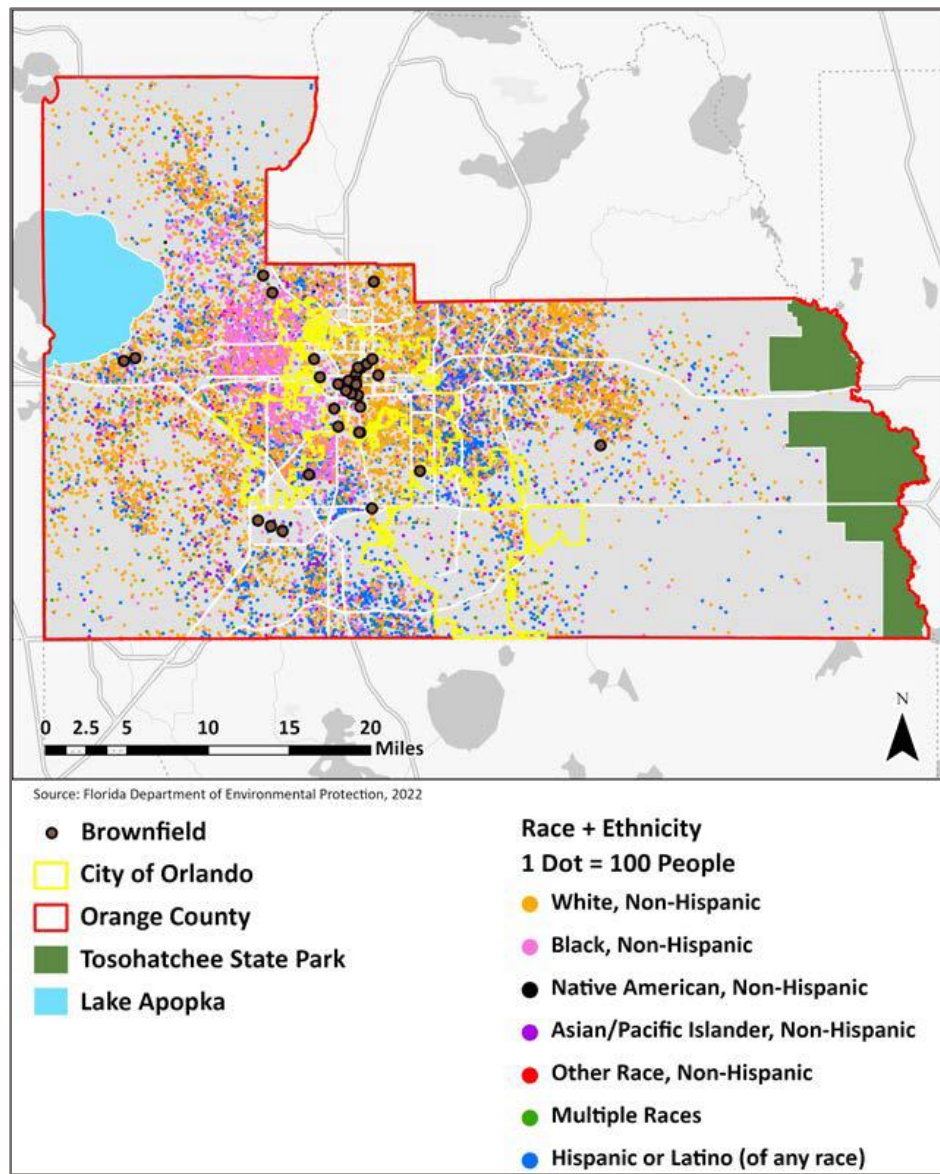 N
0 2.5 5 10 15 20
Miles
Source: Florida Department of Environmental Protection, 2022
Brownfield
City of Orlando
Orange County
Tosohatchee State Park
Lake Apopka
Race + Ethnicity
1 Dot = 100 People
White, Non-Hispanic
Black, Non-Hispanic
Native American, Non-Hispanic
Asian/Pacific Islander, Non-Hispanic
Other Race, Non-Hispanic
Multiple Races
Hispanic or Latino (of any race)